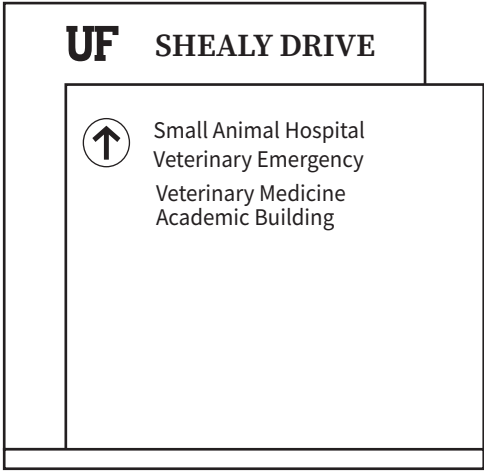 UF SHEALY DRIVE
Small Animal Hospital
Veterinary Emergency
Veterinary Medicine
Academic Building